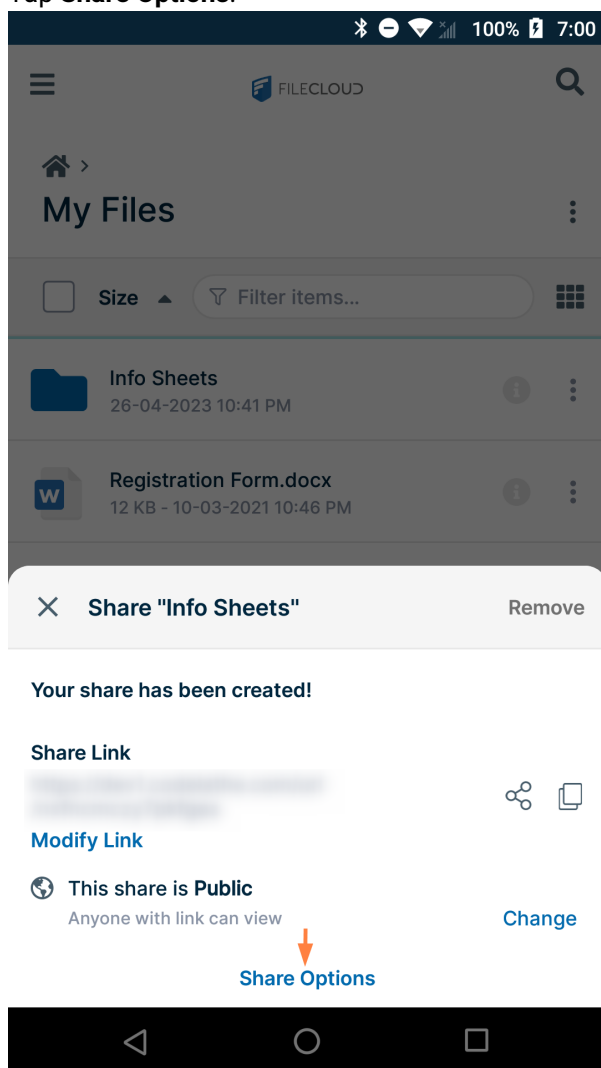 Tap Share Options.
100% 7:00
FILECLOUD
My Files
Size Filter items...
Info Sheets
26-04-2023 10:41 PM
W
Registration Form.docx
12 KB - 10-03-2021 10:46 PM
Share "Info Sheets" Remove
Your share has been created!
Share Link
Modify Link
This share is Public
Anyone with link can view Change
Share Options